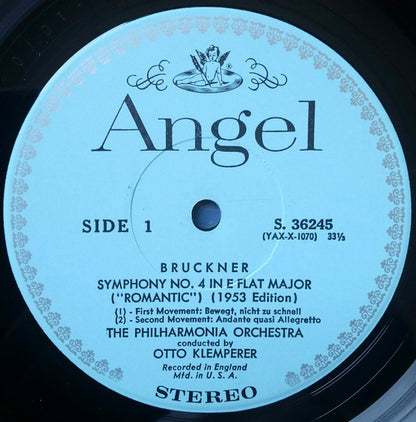 Angel
SIDE 1
S. 36245
(YAX-X-1070) 33⅓
BRUCKNER
SYMPHONY NO. 4 IN E FLAT MAJOR
("ROMANTIC") (1953 Edition)
(1) - First Movement: Bewegt, nicht zu schnell
(2) - Second Movement: Andante quasi Allegretto
THE PHILHARMONIA ORCHESTRA
conducted by
OTTO KLEMPERER
Recorded in England
Mfd. in U. S. A.
STEREO